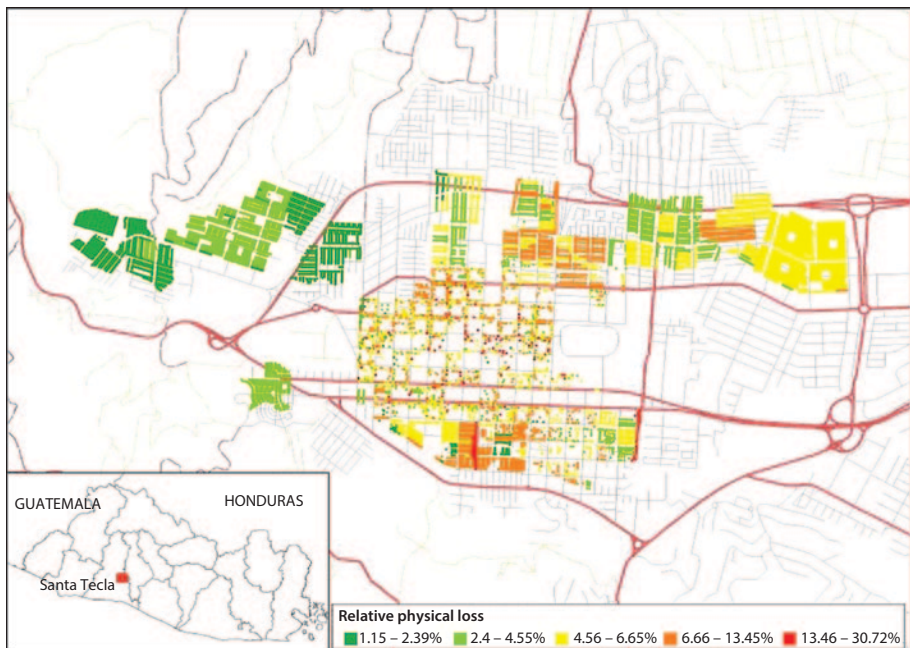 GUATEMALA
HONDURAS
Santa Tecla
Relative physical loss
1.15 – 2.39%
2.4 – 4.55%
4.56 – 6.65%
6.66 – 13.45%
13.46 – 30.72%